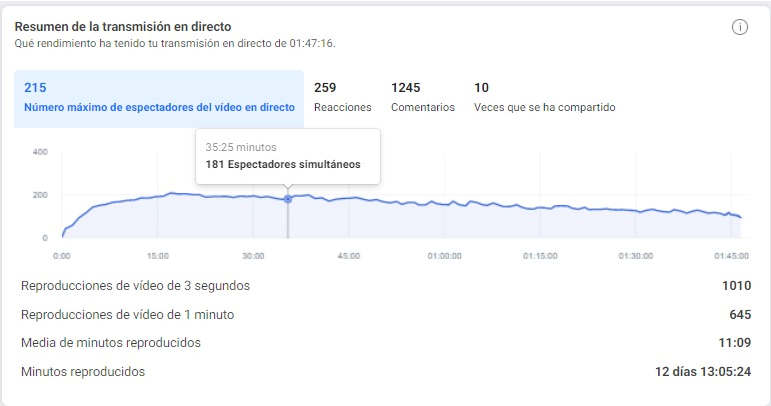 Resumen de la transmisión en directo
Qué rendimiento ha tenido tu transmisión en directo de 01:47:16.
215 259 1245 10
Número máximo de espectadores del vídeo en directo Reacciones Comentarios Veces que se ha compartido
35:25 minutos
181 Espectadores simultáneos
400
200
0
0:00 15:00 30:00 45:00 01:00:00 01:15:00 01:30:00 01:45:00
Reproducciones de vídeo de 3 segundos 1010
Reproducciones de vídeo de 1 minuto 645
Media de minutos reproducidos 11:09
Minutos reproducidos 12 días 13:05:24